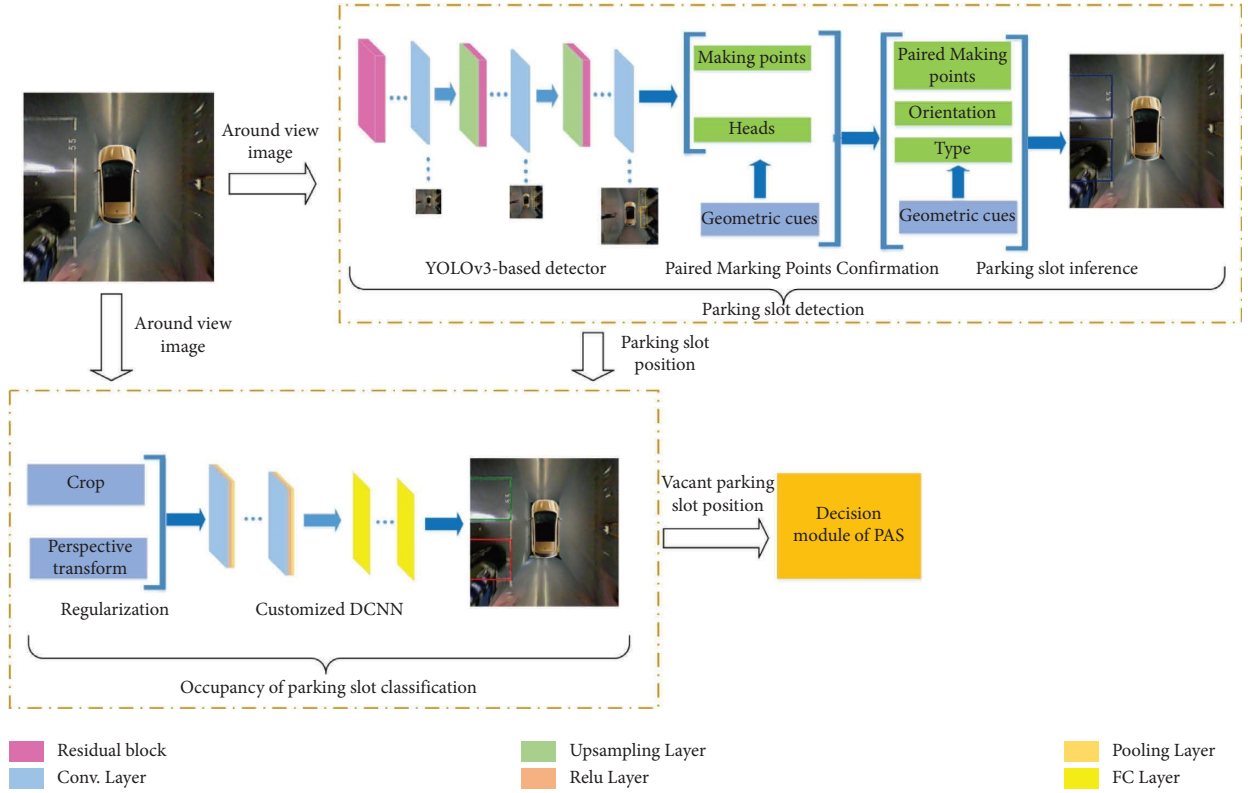 Around view
image
Making points
Heads
Geometric cues
Paired Making
points
Orientation
Type
Geometric cues
YOLOv3-based detector
Paired Marking Points Confirmation
Parking slot inference
Parking slot detection
Around view
image
Parking slot
position
Crop
Perspective
transform
Regularization
Customized DCNN
Occupancy of parking slot classification
Vacant parking
slot position
Decision
module of PAS
Residual block
Upsampling Layer
Pooling Layer
Conv. Layer
Relu Layer
FC Layer